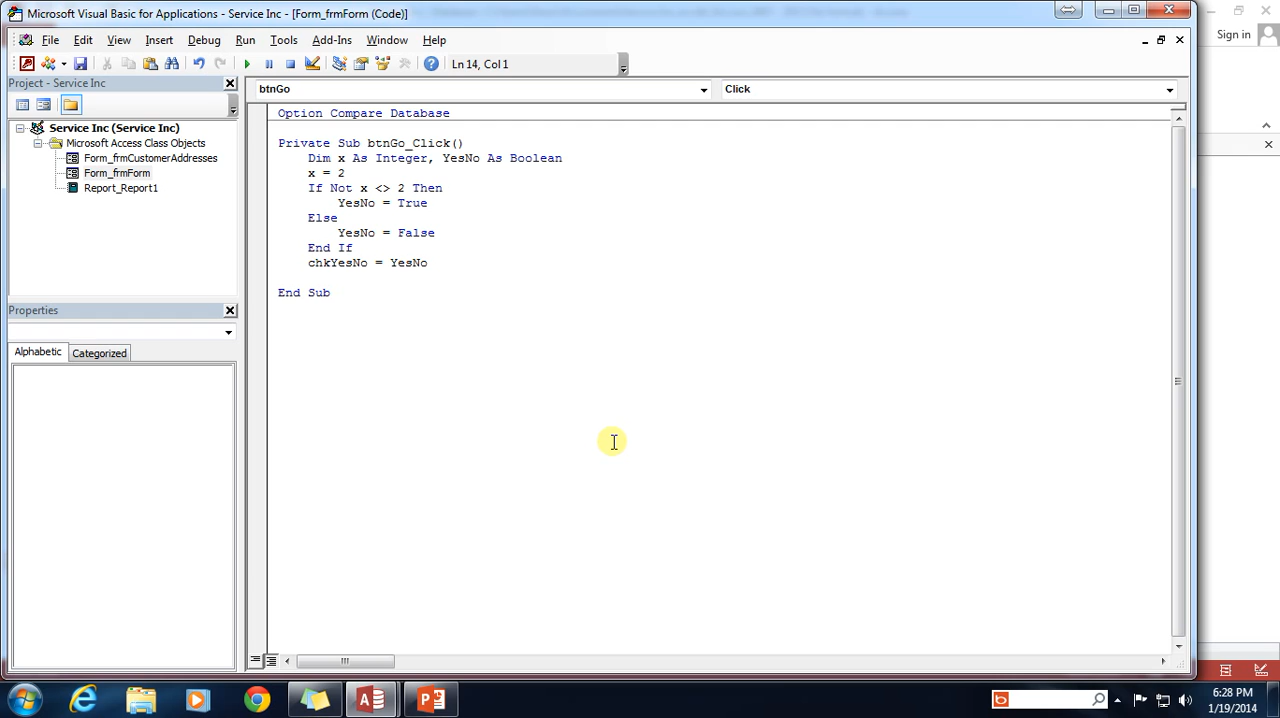 Microsoft Visual Basic for Applications - Service Inc - [Form_frmForm (Code)]
Sign in
File Edit View Insert Debug Run Tools Add-Ins Window Help
Ln 14, Col 1
Project - Service Inc
btnGo
Click
Service Inc (Service Inc)
Microsoft Access Class Objects
Form_frmCustomerAddresses
Form_frmForm
Report_Report1
Properties
Alphabetic Categorized
Option Compare Database
Private Sub btnGo_Click()
Dim x As Integer, YesNo As Boolean
x = 2
If Not x <> 2 Then
YesNo = True
Else
YesNo = False
End If
chkYesNo = YesNo
End Sub
6:28 PM
1/19/2014